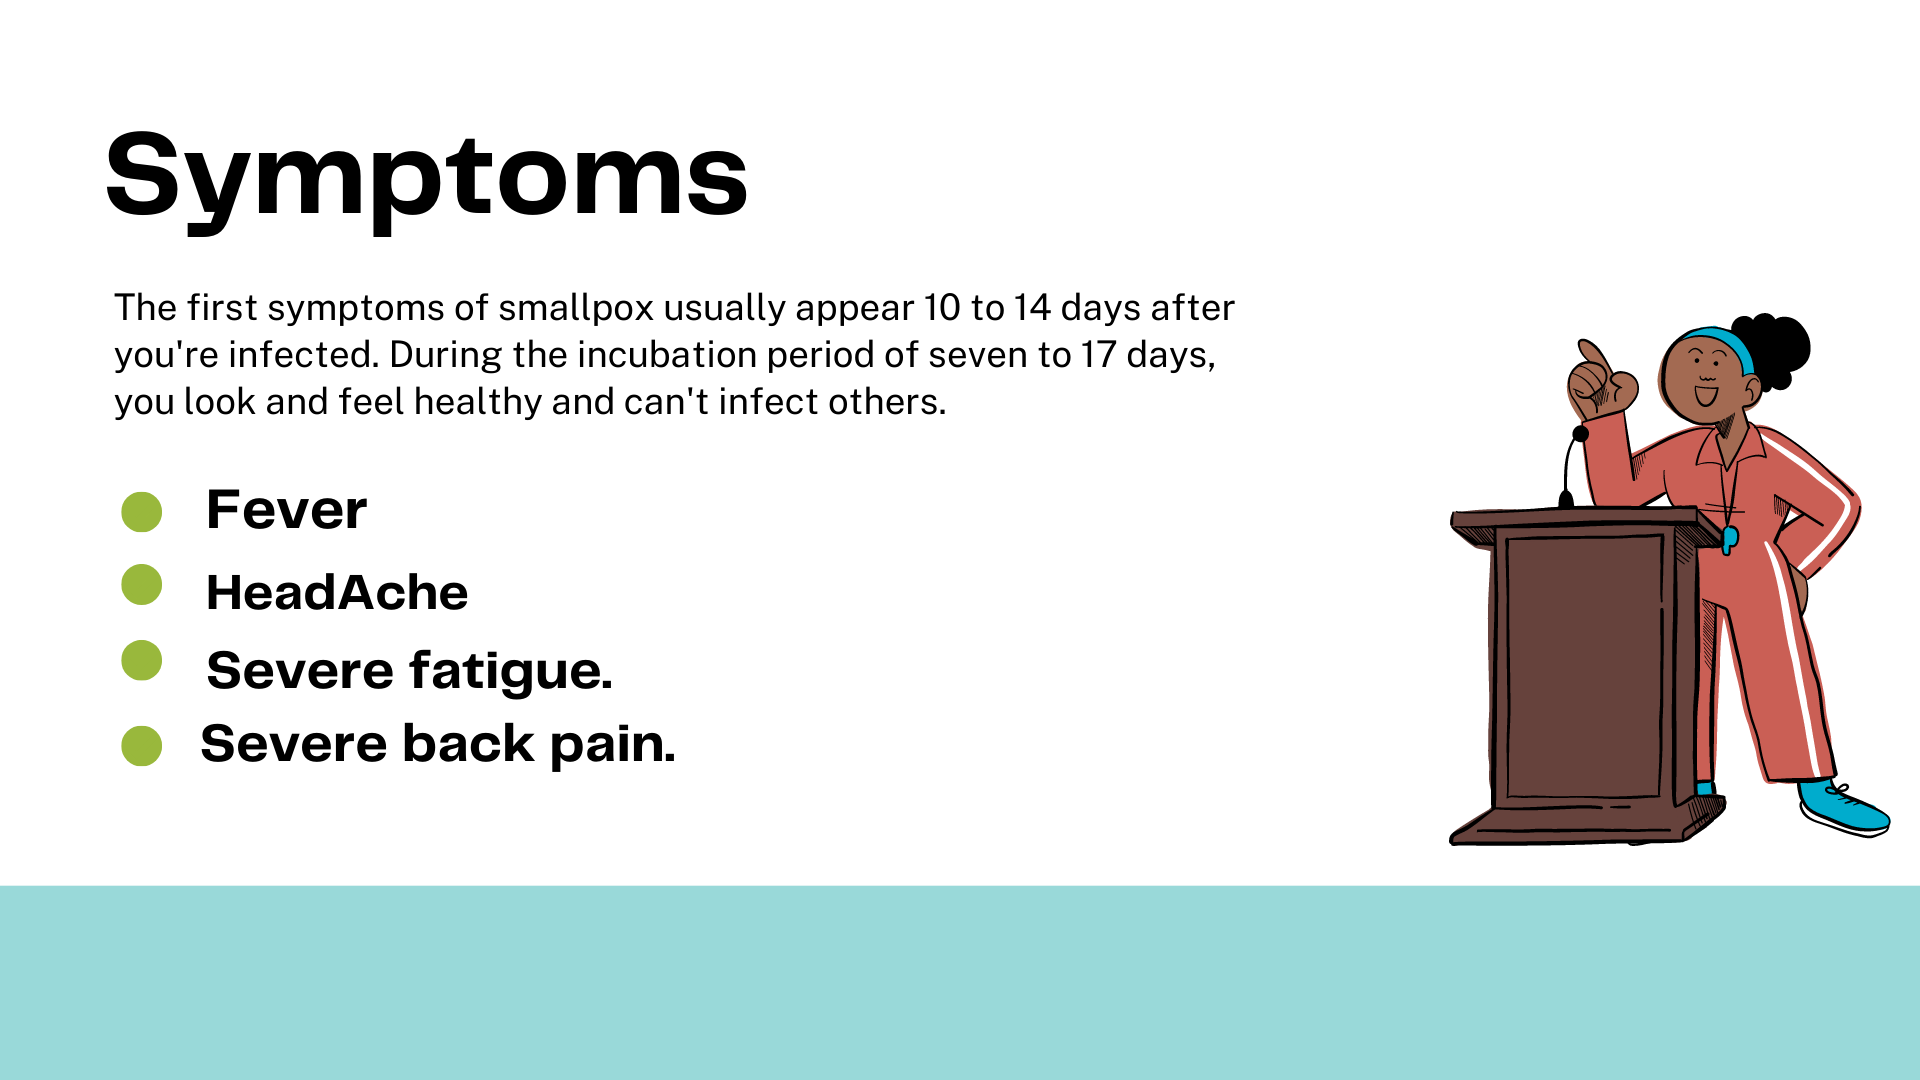 Symptoms
The first symptoms of smallpox usually appear 10 to 14 days after
you're infected. During the incubation period of seven to 17 days,
you look and feel healthy and can't infect others.
Fever
HeadAche
Severe fatigue.
Severe back pain.